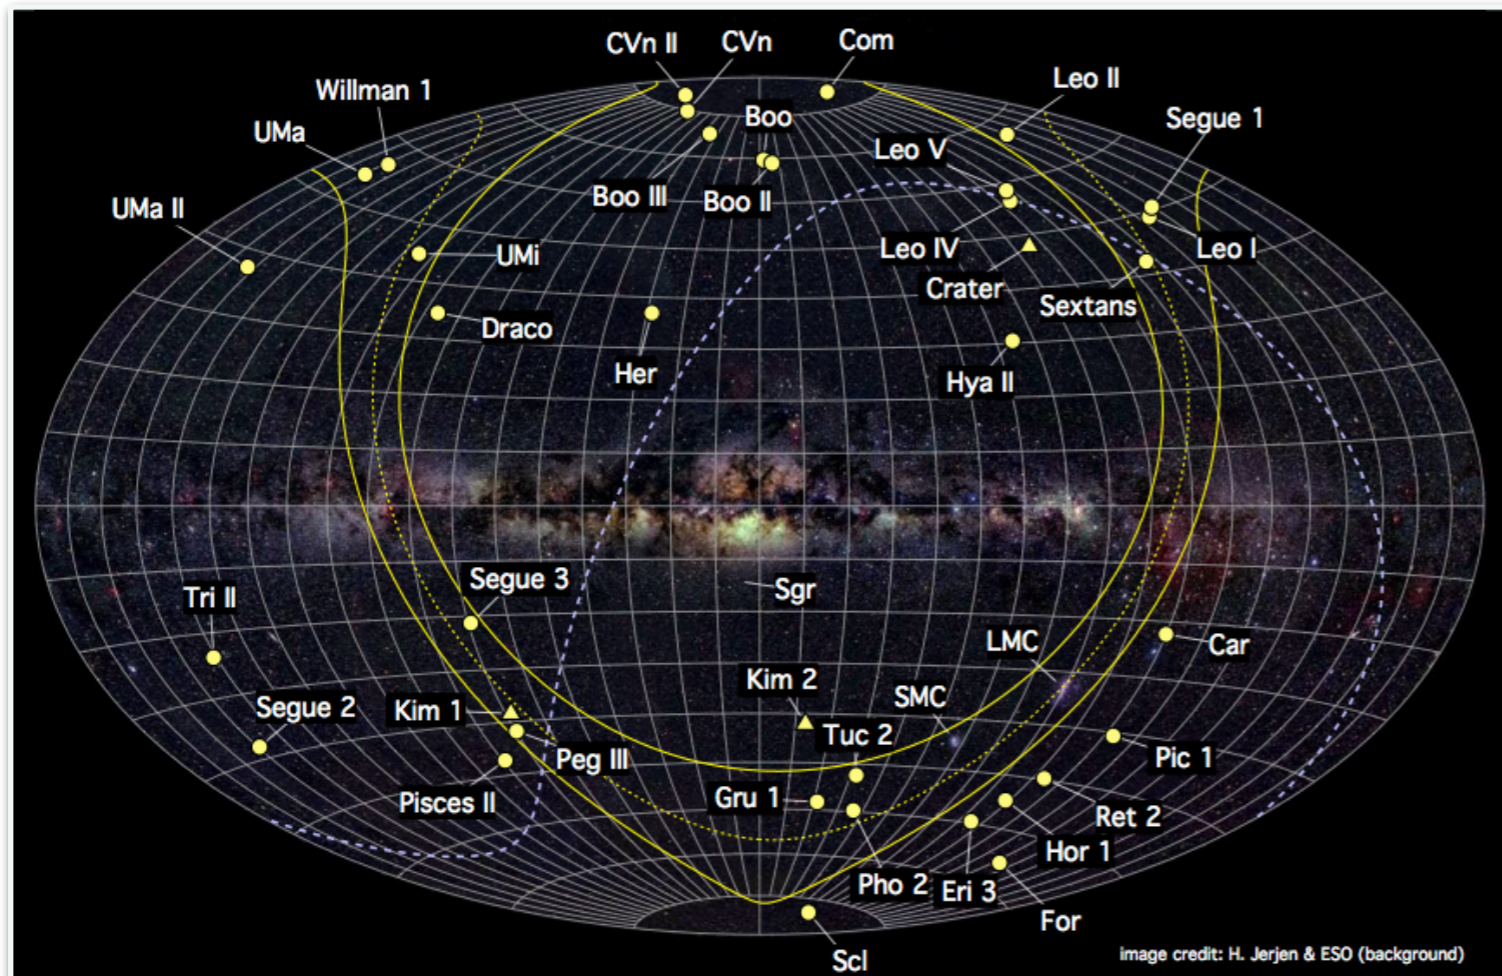 CVn II
CVn
Com
Leo II
Willman 1
Segue 1
Boo
UMa
Leo V
Boo III
Boo II
UMa II
UMi
Leo IV
Leo I
Crater
Sextans
Draco
Her
Hya II
Segue 3
Sgr
Tri II
LMC
Car
Kim 2
SMC
Segue 2
Kim 1
Tuc 2
Peg III
Pic 1
Pisces II
Gru 1
Ret 2
Hor 1
Pho 2
Eri 3
For
Scl
image credit: H. Jerjen & ESO (background)